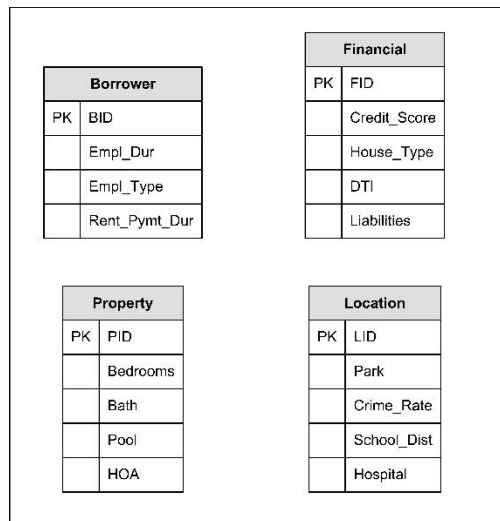 Borrower
PK BID
Empl_Dur
Empl_Type
Rent_Pymt_Dur
Financial
PK FID
Credit_Score
House_Type
DTI
Liabilities
Property
PK PID
Bedrooms
Bath
Pool
HOA
Location
PK LID
Park
Crime_Rate
School_Dist
Hospital